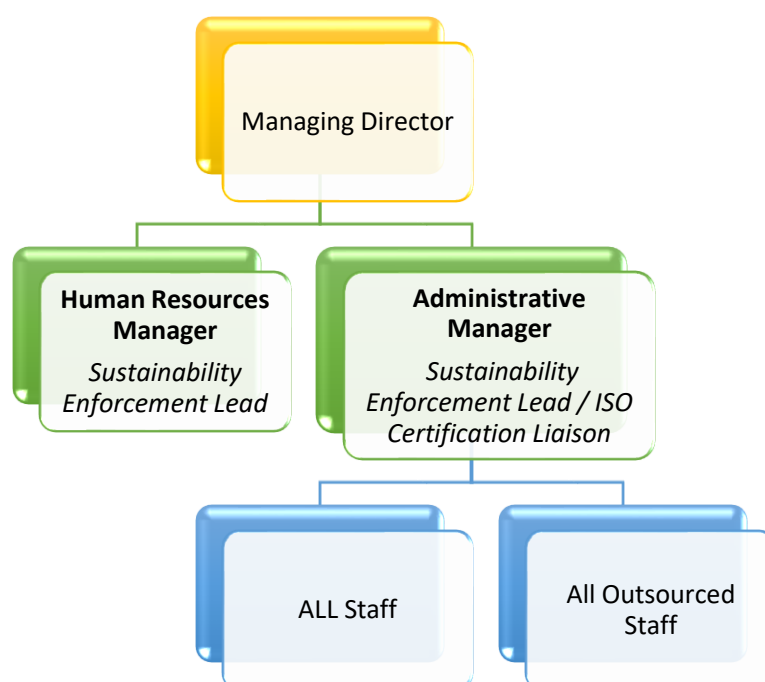 Managing Director
Human Resources
Manager
Sustainability
Enforcement Lead
Administrative
Manager
Sustainability
Enforcement Lead / ISO
Certification Liaison
ALL Staff
All Outsourced
Staff